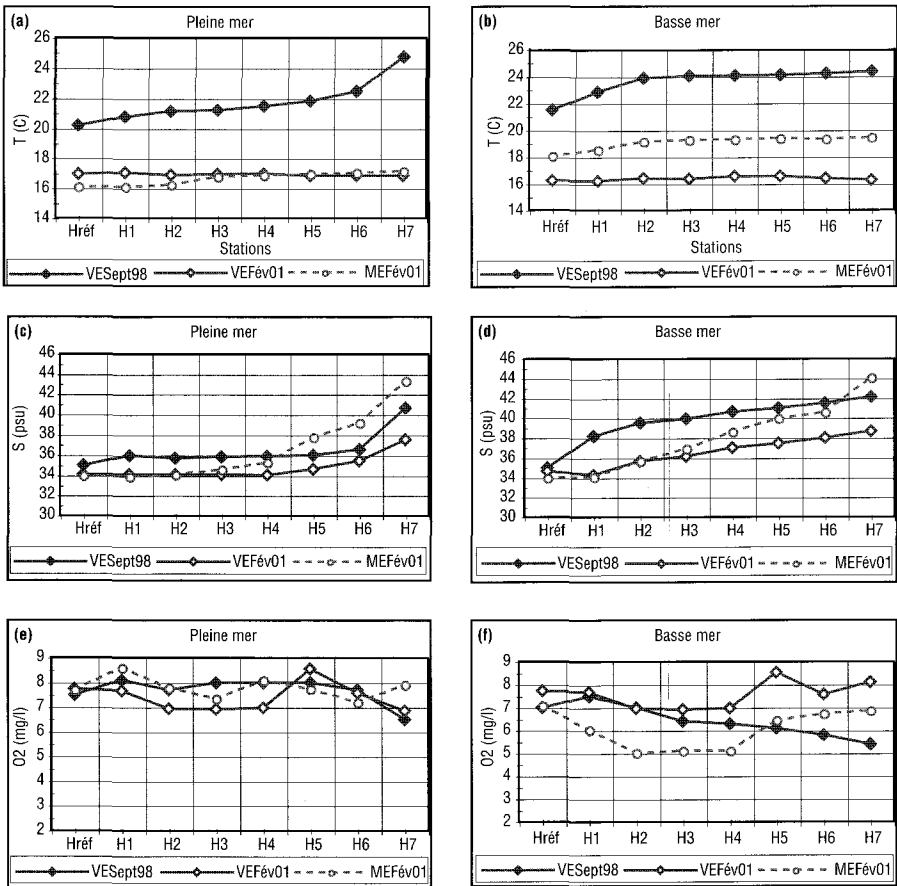 (a) Pleine mer
26
24
22
20
18
16
14
T (C)
Hréf H1 H2 H3 H4 H5 H6 H7
Stations
VESept98 VEFév01 MEFév01
(b) Basse mer
26
24
22
20
18
16
14
T (C)
Hréf H1 H2 H3 H4 H5 H6 H7
Stations
VESept98 VEFév01 MEFév01
(c) Pleine mer
46
44
42
40
38
36
34
33
30
S (psu)
Hréf H1 H2 H3 H4 H5 H6 H7
VESept98 VEFév01 MEFév01
(d) Basse mer
46
44
42
40
38
36
34
33
30
S (psu)
Hréf H1 H2 H3 H4 H5 H6 H7
VESept98 VEFév01 MEFév01
(e) Pleine mer
9
8
7
6
5
4
3
2
O2 (mg/l)
Hréf H1 H2 H3 H4 H5 H6 H7
VESept98 VEFév01 MEFév01
(f) Basse mer
9
8
7
6
5
4
3
2
O2 (mg/l)
Hréf H1 H2 H3 H4 H5 H6 H7
VESept98 VEFév01 MEFév01